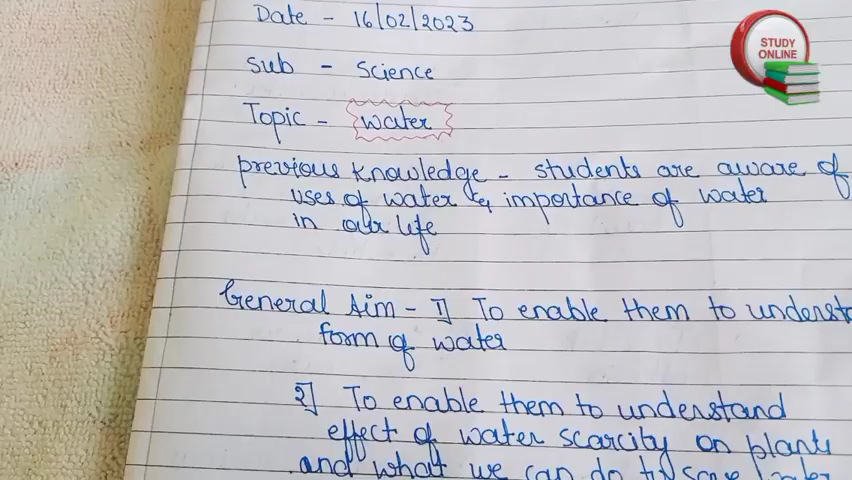 Date - 16/02/2023
STUDY
ONLINE
Sub - Science
Topic - Water
previous knowledge - students are aware of
uses of water & importance of water
in our life
General Aim - 1] To enable them to underst
form of water
2] To enable them to understand
effect of water scarcity on plants
and what we can do to save water